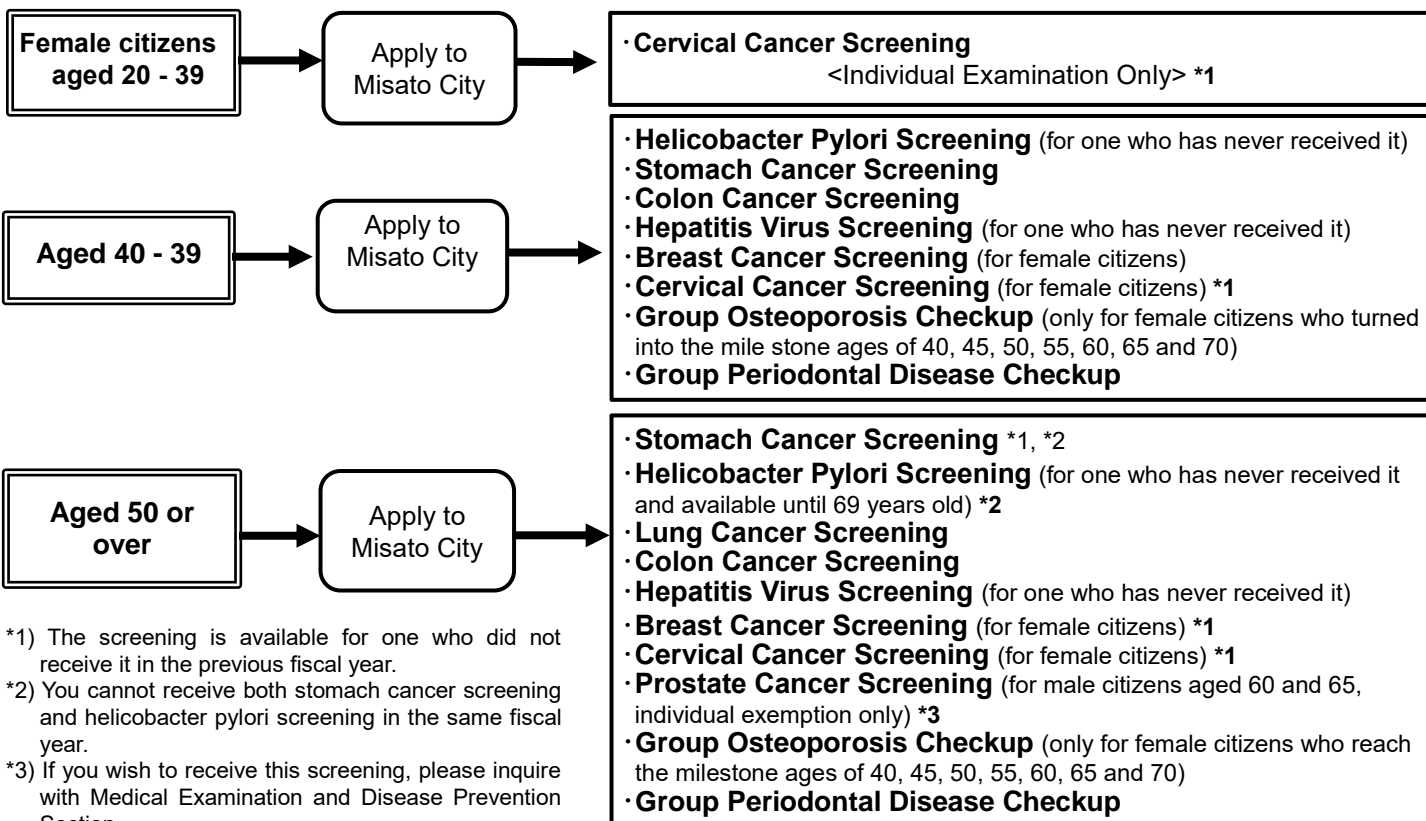 Female citizens
aged 20 - 39
Apply to
Misato City
・Cervical Cancer Screening
<Individual Examination Only> *1
Aged 40 - 39
Apply to
Misato City
・Helicobacter Pylori Screening (for one who has never received it)
・Stomach Cancer Screening
・Colon Cancer Screening
・Hepatitis Virus Screening (for one who has never received it)
・Breast Cancer Screening (for female citizens)
・Cervical Cancer Screening (for female citizens) *1
・Group Osteoporosis Checkup (only for female citizens who turned
into the mile stone ages of 40, 45, 50, 55, 60, 65 and 70)
・Group Periodontal Disease Checkup
Aged 50 or
over
Apply to
Misato City
・Stomach Cancer Screening *1, *2
・Helicobacter Pylori Screening (for one who has never received it
and available until 69 years old) *2
・Lung Cancer Screening
・Colon Cancer Screening
・Hepatitis Virus Screening (for one who has never received it)
・Breast Cancer Screening (for female citizens) *1
・Cervical Cancer Screening (for female citizens) *1
・Prostate Cancer Screening (for male citizens aged 60 and 65,
individual exemption only) *3
・Group Osteoporosis Checkup (only for female citizens who reach
the milestone ages of 40, 45, 50, 55, 60, 65 and 70)
・Group Periodontal Disease Checkup
*1) The screening is available for one who did not
receive it in the previous fiscal year.
*2) You cannot receive both stomach cancer screening
and helicobacter pylori screening in the same fiscal
year.
*3) If you wish to receive this screening, please inquire
with Medical Examination and Disease Prevention